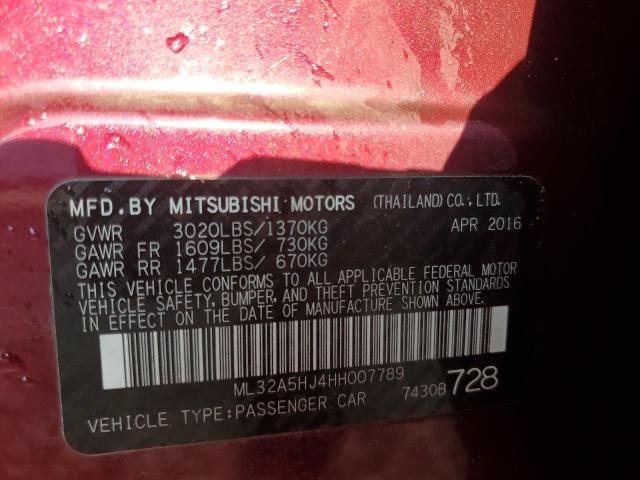 MFD.BY MITSUBISHI MOTORS (THAILAND) CO., LTD.
GVWR 3020LBS/1370KG APR 2016
GAWR FR 1609LBS/ 730KG
GAWR RR 1477LBS/ 670KG
THIS VEHICLE CONFORMS TO ALL APPLICABLE FEDERAL MOTOR
VEHICLE SAFETY, BUMPER, AND THEFT PREVENTION STANDARDS
IN EFFECT ON THE DATE OF MANUFACTURE SHOWN ABOVE.
ML32A5HJ4HH007789
VEHICLE TYPE:PASSENGER CAR 7430B 728